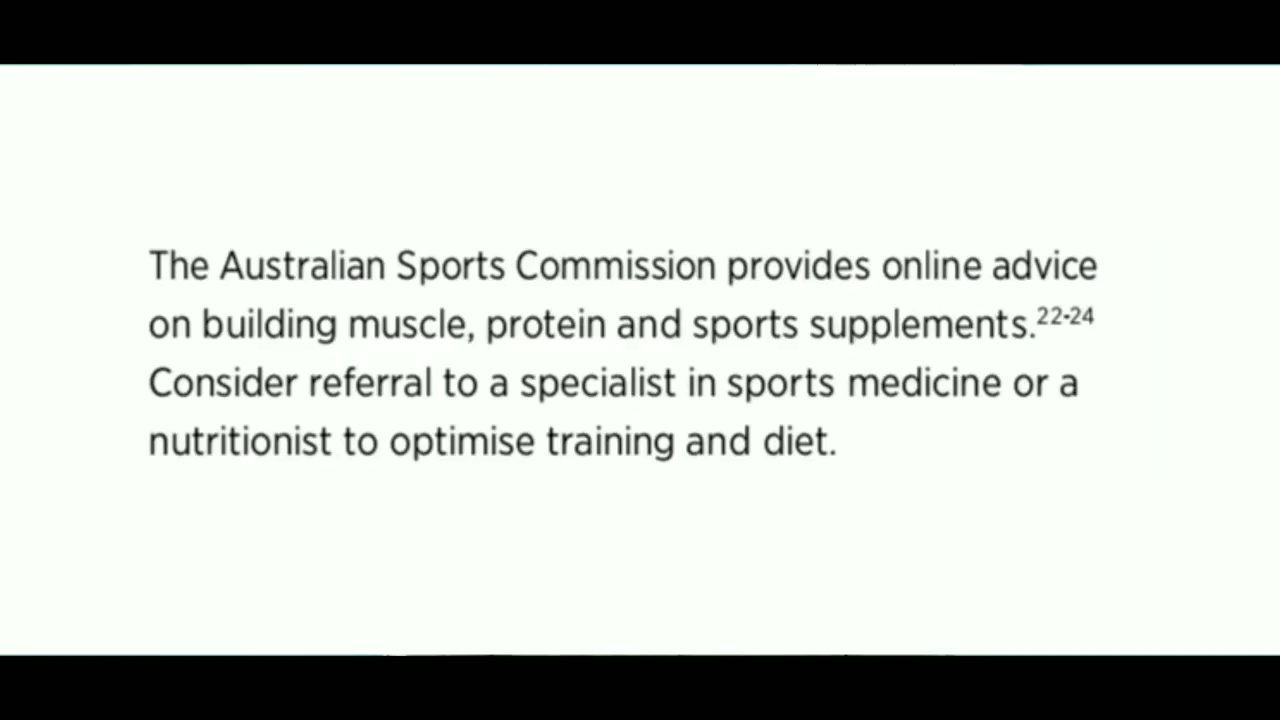 The Australian Sports Commission provides online advice
on building muscle, protein and sports supplements.22-24
Consider referral to a specialist in sports medicine or a
nutritionist to optimise training and diet.